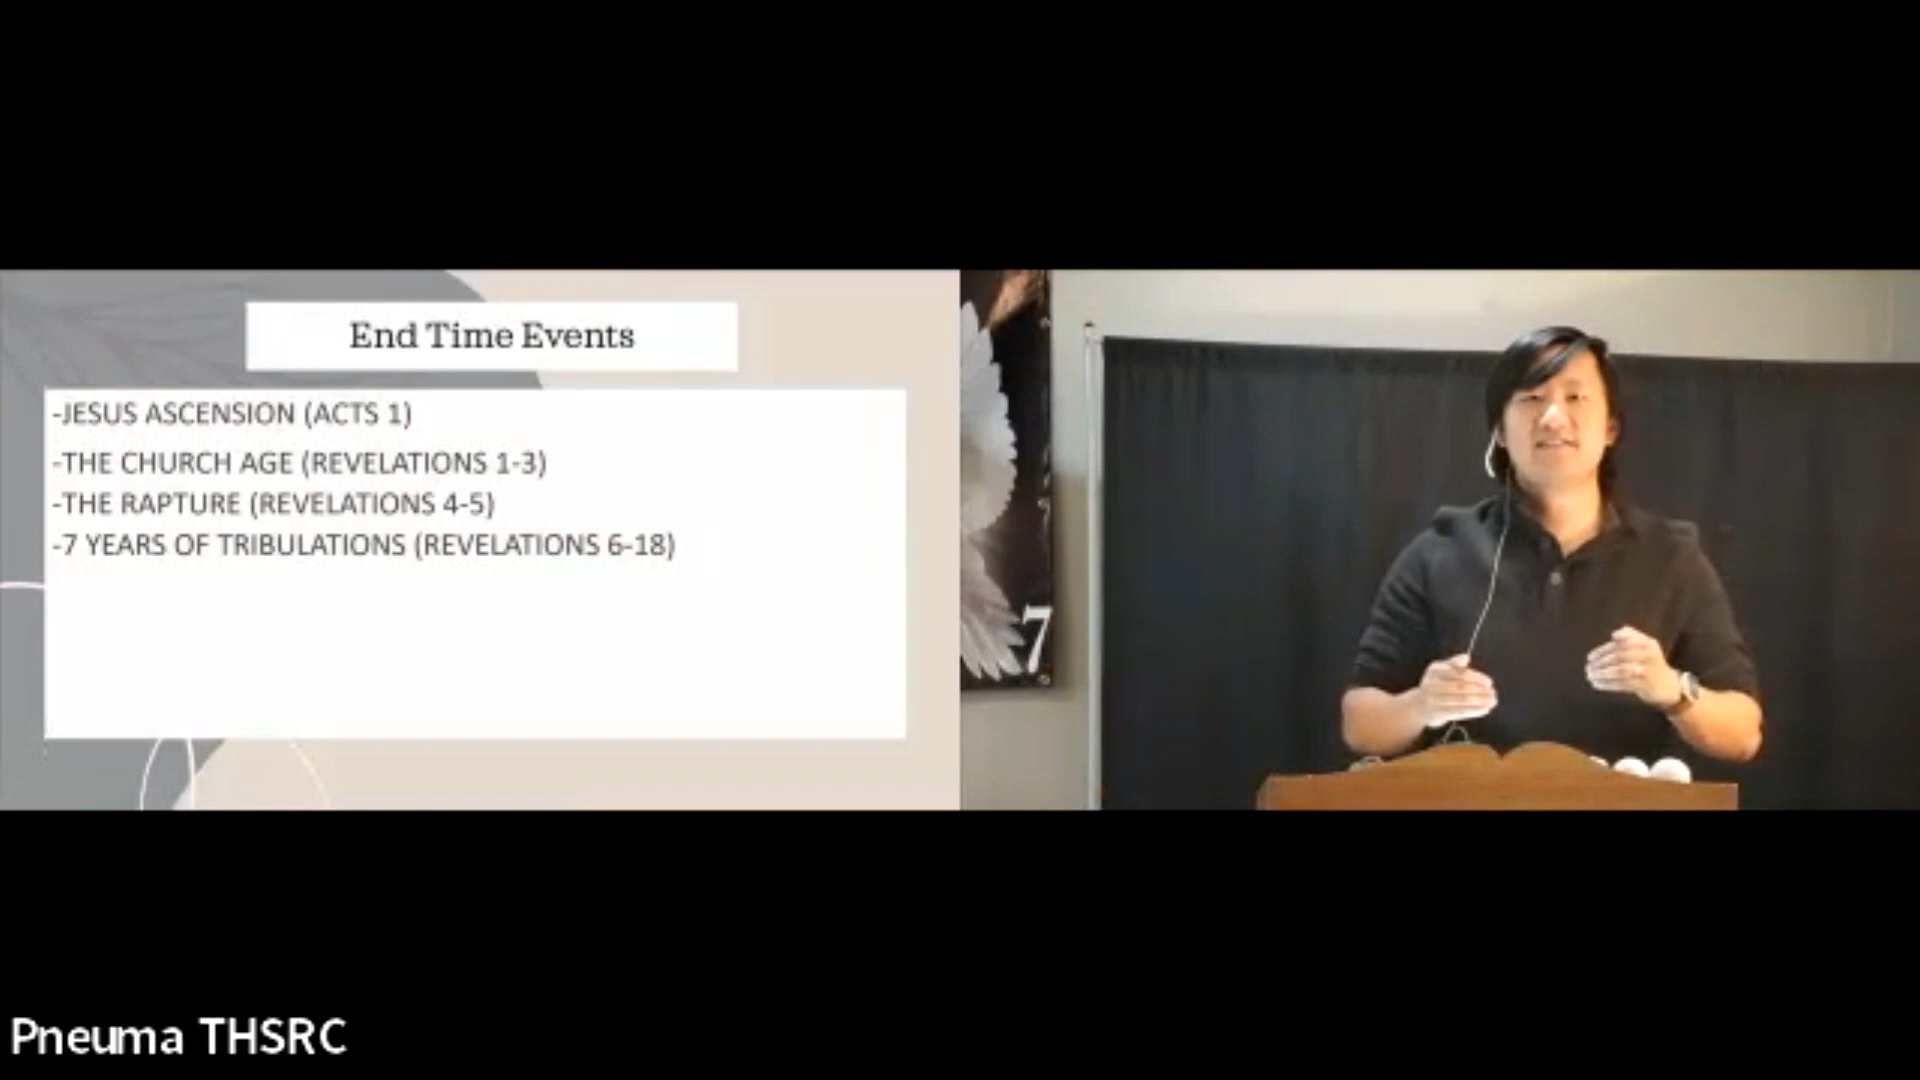 End Time Events
-JESUS ASCENSION (ACTS 1)
-THE CHURCH AGE (REVELATIONS 1-3)
-THE RAPTURE (REVELATIONS 4-5)
-7 YEARS OF TRIBULATIONS (REVELATIONS 6-18)
7
Pneuma THSRC